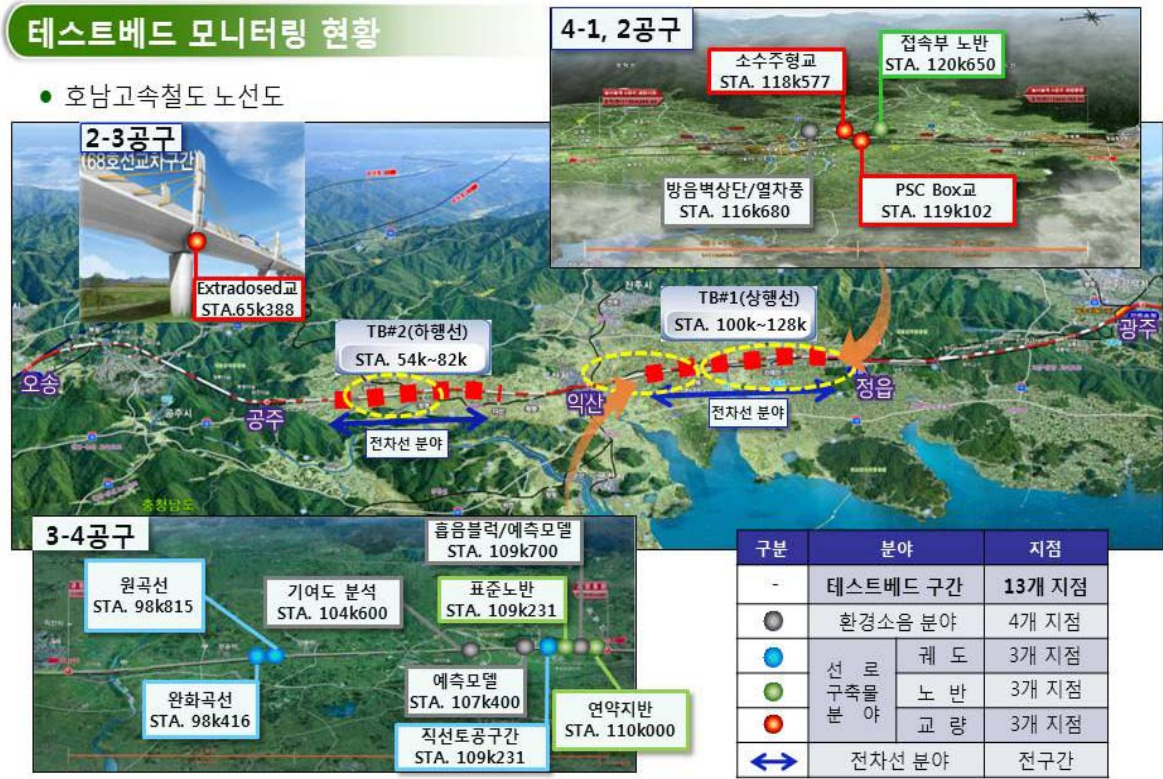 테스트베드 모니터링 현황
● 호남고속철도 노선도
2-3공구
(68호선교차구간)
Extradosed교
STA.65k388
4-1, 2공구
소수주형교
STA. 118k577
접속부 노반
STA. 120k650
방음벽상단/열차풍
STA. 116k680
PSC Box교
STA. 119k102
TB#2(하행선)
STA. 54k~82k
TB#1(상행선)
STA. 100k~128k
오송
공주
익산
정읍
광주
전차선 분야
전차선 분야
공주시
전주시
충청남도
3-4공구
원곡선
STA. 98k815
기여도 분석
STA. 104k600
흡음블럭/예측모델
STA. 109k700
표준노반
STA. 109k231
완화곡선
STA. 98k416
예측모델
STA. 107k400
직선토공구간
STA. 109k231
연약지반
STA. 110k000
구분 분야 지점
- 테스트베드 구간 13개 지점
환경소음 분야 4개 지점
선 로 구축물 분 야 궤 도 3개 지점
노 반 3개 지점
교 량 3개 지점
전차선 분야 전구간